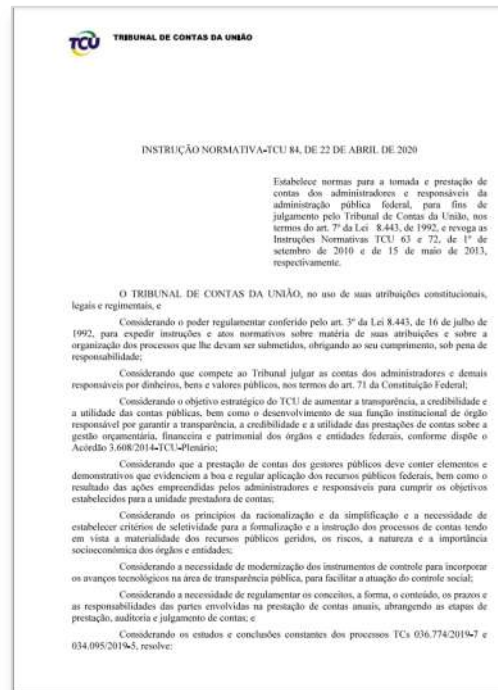 TCU TRIBUNAL DE CONTAS DA UNIÃO
INSTRUÇÃO NORMATIVA-TCU 84, DE 22 DE ABRIL DE 2020
Estabelece normas para a tomada e prestação de
contas dos administradores e responsáveis da
administração pública federal, para fins de
julgamento pelo Tribunal de Contas da União, nos
termos do art. 7º da Lei 8.443, de 1992, e revoga as
Instruções Normativas TCU 63 e 72, de 1º de
setembro de 2010 e de 15 de maio de 2013,
respectivamente.
O TRIBUNAL DE CONTAS DA UNIÃO, no uso de suas atribuições constitucionais,
legais e regimentais, e
Considerando o poder regulamentar conferido pelo art. 3º da Lei 8.443, de 16 de julho de
1992, para expedir instruções e atos normativos sobre matéria de suas atribuições e sobre a
organização dos processos que lhe devam ser submetidos, obrigando ao seu cumprimento, sob pena de
responsabilidade;
Considerando que compete ao Tribunal julgar as contas dos administradores e demais
responsáveis por dinheiros, bens e valores públicos, nos termos do art. 71 da Constituição Federal;
Considerando o objetivo estratégico do TCU de aumentar a transparência, a credibilidade e
a utilidade das contas públicas, bem como o desenvolvimento de sua função institucional de órgão
responsável por garantir a transparência, a credibilidade e a utilidade das prestações de contas sobre a
gestão orçamentária, financeira e patrimonial dos órgãos e entidades federais, conforme dispõe o
Acórdão 3.608/2014-TCU-Plenário;
Considerando que a prestação de contas dos gestores públicos deve conter elementos e
demonstrativos que evidenciem a boa e regular aplicação dos recursos públicos federais, bem como o
resultado das ações empreendidas pelos administradores e responsáveis para cumprir os objetivos
estabelecidos para a unidade prestadora de contas;
Considerando os princípios da racionalização e da simplificação e a necessidade de
estabelecer critérios de seletividade para a formalização e a instrução dos processos de contas tendo
em vista a materialidade dos recursos públicos geridos, os riscos, a natureza e a importância
socioeconômica dos órgãos e entidades;
Considerando a necessidade de modernização dos instrumentos de controle para incorporar
os avanços tecnológicos na área de transparência pública, para facilitar a atuação do controle social;
Considerando a necessidade de regulamentar os conceitos, a forma, o conteúdo, os prazos e
as responsabilidades das partes envolvidas na prestação de contas anuais, abrangendo as etapas de
prestação, auditoria e julgamento de contas; e
Considerando os estudos e conclusões constantes dos processos TCs 036.774/2019-7 e
034.095/2019-5, resolve: